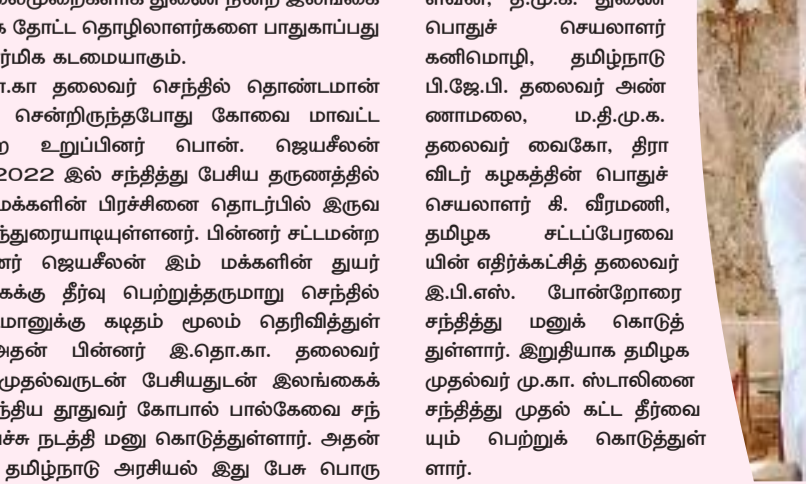 க தோட்ட தொழிலாளர்களை பாதுகாப்பது
ர்மிக கடமையாகும்.
ா.கா தலைவர் செந்தில் தொண்டமான்
சென்றிருந்தபோது கோவை மாவட்ட
ற உறுப்பினர் பொன். ஜெயசீலன்
2022 இல் சந்தித்து பேசிய தருணத்தில்
மக்களின் பிரச்சினை தொடர்பில் இருவ
ந்துரையாடியுள்ளனர். பின்னர் சட்டமன்ற
னர் ஜெயசீலன் இம் மக்களின் துயர்
கக்கு தீர்வு பெற்றுத்தருமாறு செந்தில்
மானுக்கு கடிதம் மூலம் தெரிவித்துள்
அதன் பின்னர் இ.தொ.கா. தலைவர்
முதல்வருடன் பேசியதுடன் இலங்கைக்
ந்திய தூதுவர் கோபால் பால்கேவை சந்
ச்சு நடத்தி மனு கொடுத்துள்ளார். அதன்
தமிழ்நாடு அரசியல் இது பேசு பொரு
ளவன், தி.மு.க. துணை
பொதுச் செயலாளர்
கனிமொழி, தமிழ்நாடு
பி.ஜே.பி. தலைவர் அண்
ணாமலை, ம.தி.மு.க.
தலைவர் வைகோ, திரா
விடர் கழகத்தின் பொதுச்
செயலாளர் கி. வீரமணி,
தமிழக சட்டப்பேரவை
யின் எதிர்க்கட்சித் தலைவர்
இ.பி.எஸ். போன்றோரை
சந்தித்து மனுக் கொடுத்
துள்ளார். இறுதியாக தமிழக
முதல்வர் மு.கா. ஸ்டாலினை
சந்தித்து முதல் கட்ட தீர்வை
யும் பெற்றுக் கொடுத்துள்
ளார்.